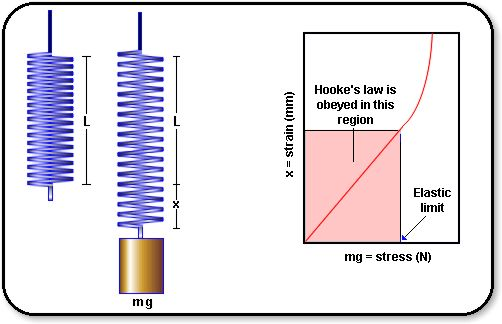 L
L
x
mg
x = strain (mm)
Hooke's law is
obeyed in this
region
Elastic
limit
mg = stress (N)